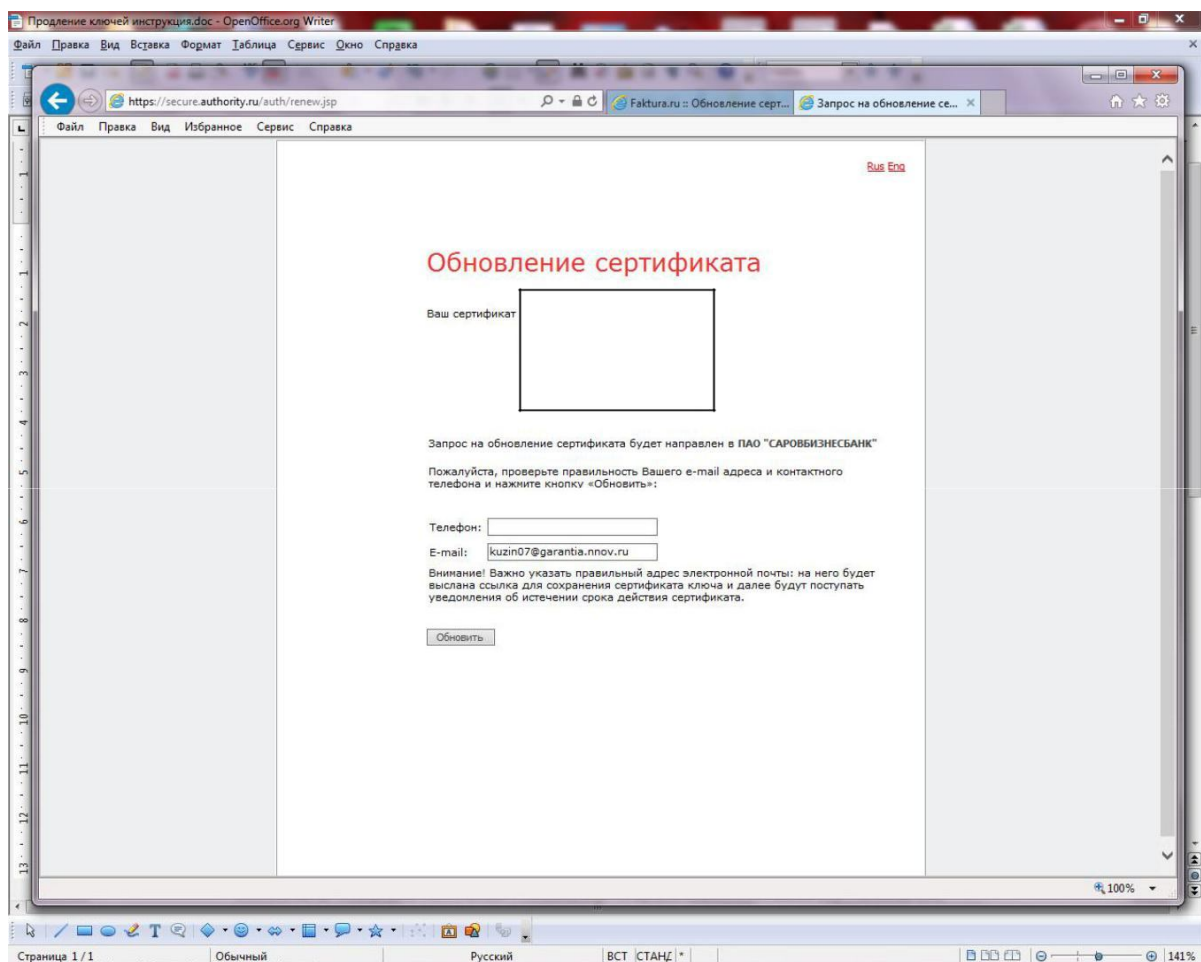 Продление ключей инструкция.doc - OpenOffice.org Writer
Файл Правка Вид Вставка Формат Таблица Сервис Окно Справка
https://secure.authority.ru/auth/renew.jsp
Faktura.ru :: Обновление серт...
Запрос на обновление се...
Файл Правка Вид Избранное Сервис Справка
Rus Eng
Обновление сертификата
Ваш сертификат
Запрос на обновление сертификата будет направлен в ПАО "САРОВБИЗНЕСБАНК"
Пожалуйста, проверьте правильность Вашего e-mail адреса и контактного
телефона и нажмите кнопку «Обновить»:
Телефон:
E-mail: kuzin07@garantia.nnov.ru
Внимание! Важно указать правильный адрес электронной почты: на него будет
выслана ссылка для сохранения сертификата ключа и далее будут поступать
уведомления об истечении срока действия сертификата.
Обновить
100%
Страница 1/1 Обычный Русский ВСТ СТАНД * 141%